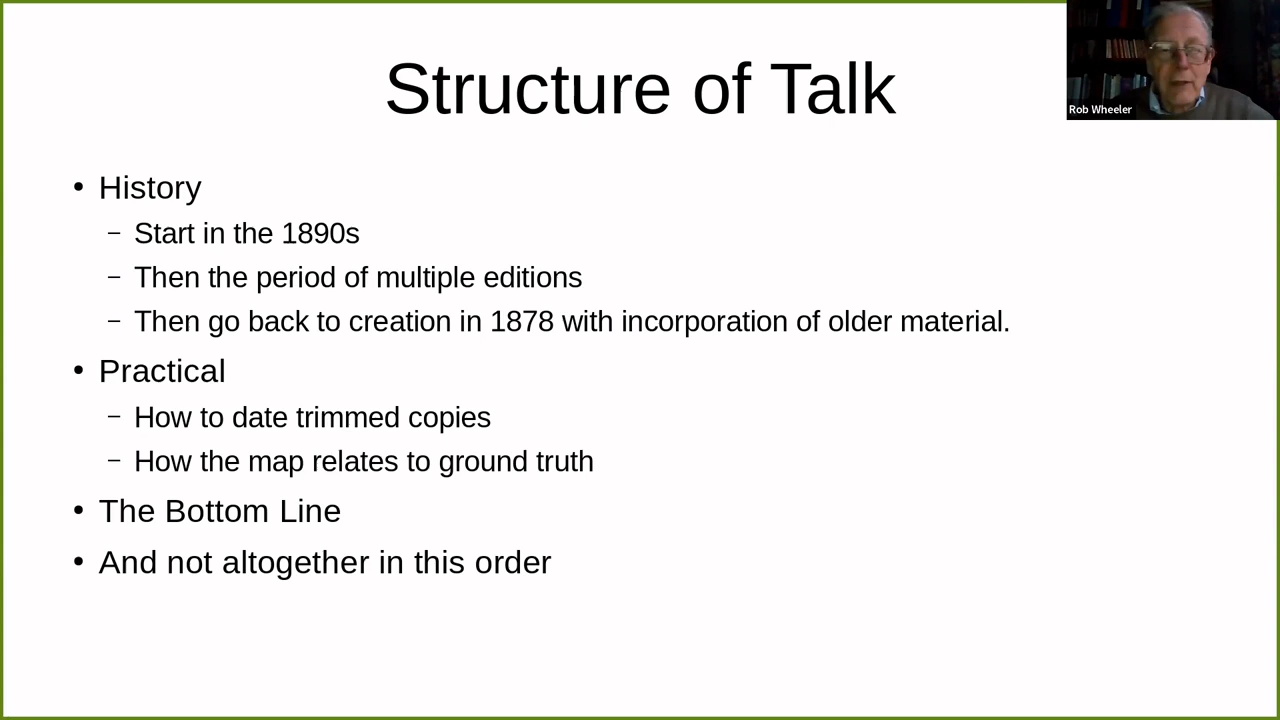 Structure of Talk
Rob Wheeler
• History
– Start in the 1890s
– Then the period of multiple editions
– Then go back to creation in 1878 with incorporation of older material.
• Practical
– How to date trimmed copies
– How the map relates to ground truth
• The Bottom Line
• And not altogether in this order